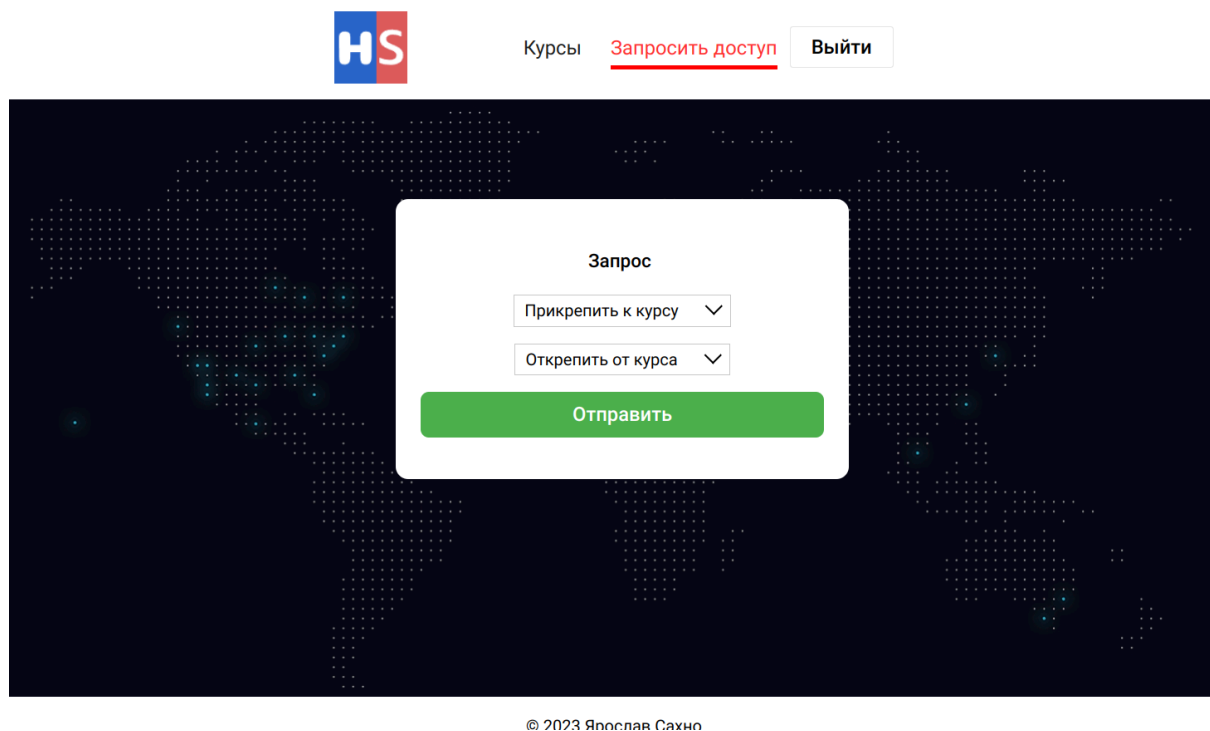 HS
Курсы Запросить доступ Выйти
Запрос
Прикрепить к курсу
Открепить от курса
Отправить
© 2023 Ярослав Сахно